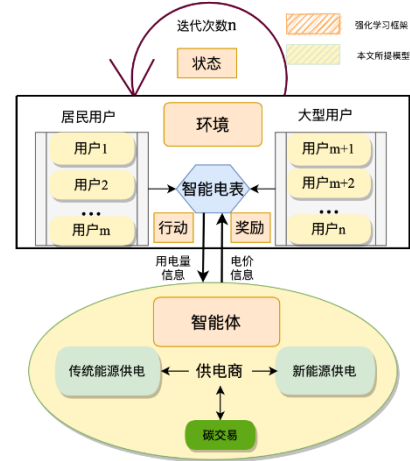 迭代次数n
强化学习框架
本文所提模型
状态
居民用户
环境
大型用户
用户1
用户2
...
用户m
智能电表
用户m+1
用户m+2
...
用户n
行动
奖励
用电量
信息
电价
信息
智能体
传统能源供电
供电商
新能源供电
碳交易